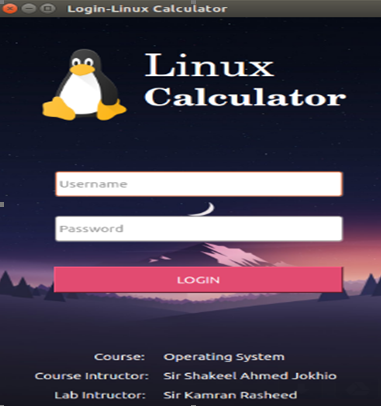 Login-Linux Calculator
Linux
Calculator
Username
Password
LOGIN
Course: Operating System
Course Intructor: Sir Shakeel Ahmed Jokhio
Lab Intructor: Sir Kamran Rasheed